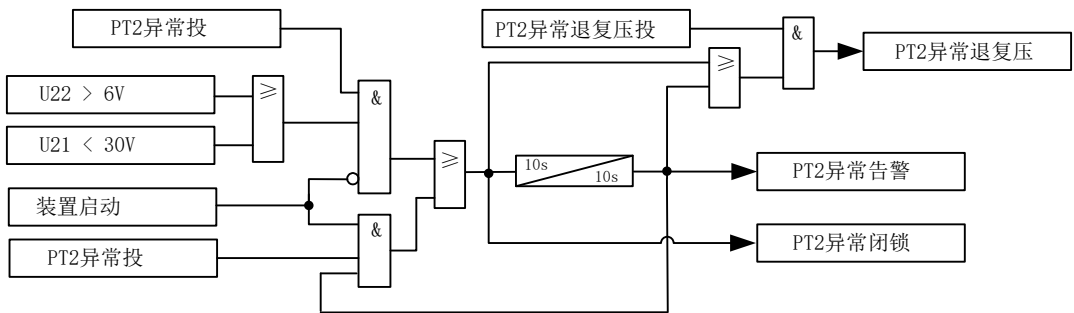 PT2异常投
PT2异常退复压投
&
PT2异常退复压
≥
≥
U22 > 6V
&
U21 < 30V
≥
10s
10s
PT2异常告警
装置启动
&
PT2异常闭锁
PT2异常投